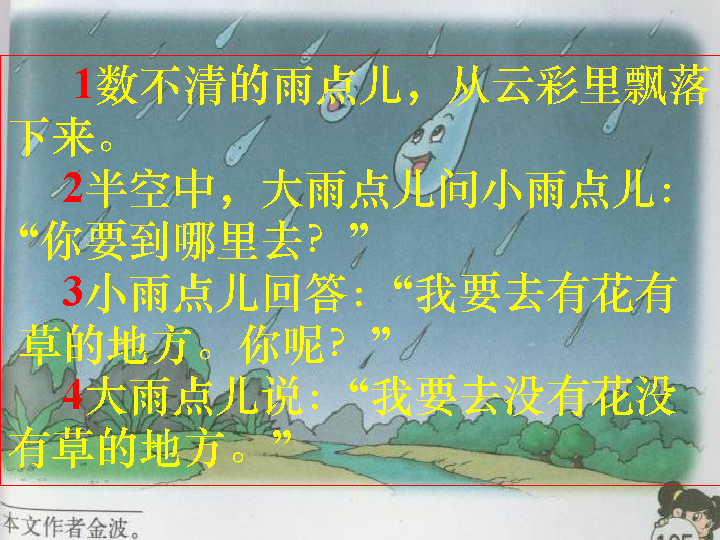 1数不清的雨点儿，从云彩里飘落
下来。
2半空中，大雨点儿问小雨点儿：
“你要到哪里去？”
3小雨点儿回答：“我要去有花有
草的地方。你呢？”
4大雨点儿说：“我要去没有花没
有草的地方。”
本文作者金波。
105